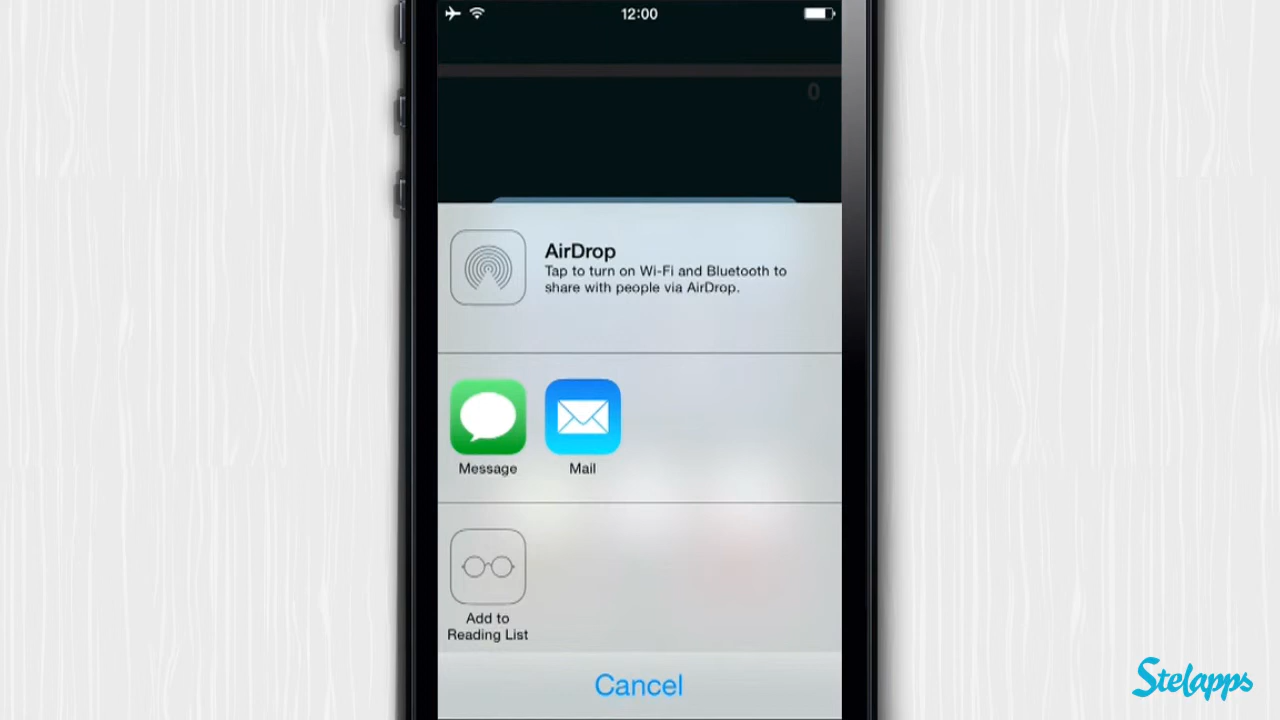 12:00
0
AirDrop
Tap to turn on Wi-Fi and Bluetooth to
share with people via AirDrop.
Message
Mail
Add to
Reading List
Cancel
Stelapps